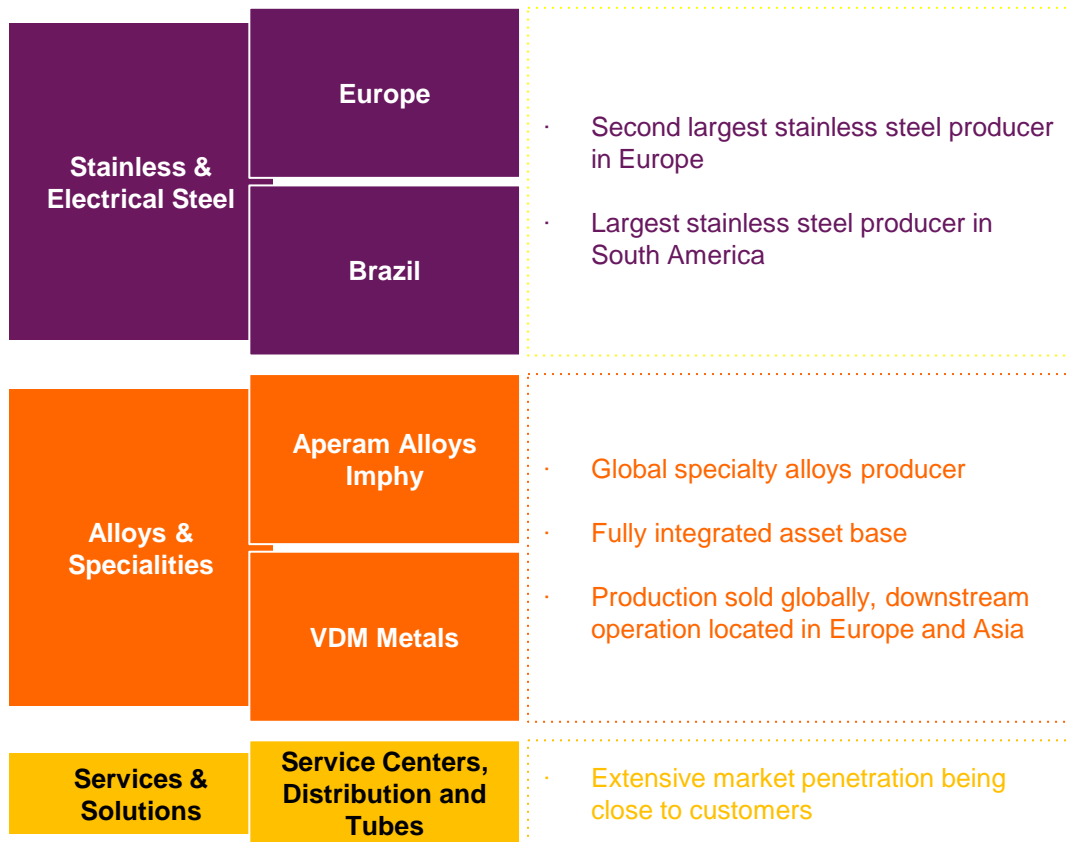 Stainless &
Electrical Steel
Europe
Brazil
· Second largest stainless steel producer
in Europe
· Largest stainless steel producer in
South America
Alloys &
Specialities
Aperam Alloys
Imphy
VDM Metals
· Global specialty alloys producer
· Fully integrated asset base
· Production sold globally, downstream
operation located in Europe and Asia
Services &
Solutions
Service Centers,
Distribution and
Tubes
· Extensive market penetration being
close to customers